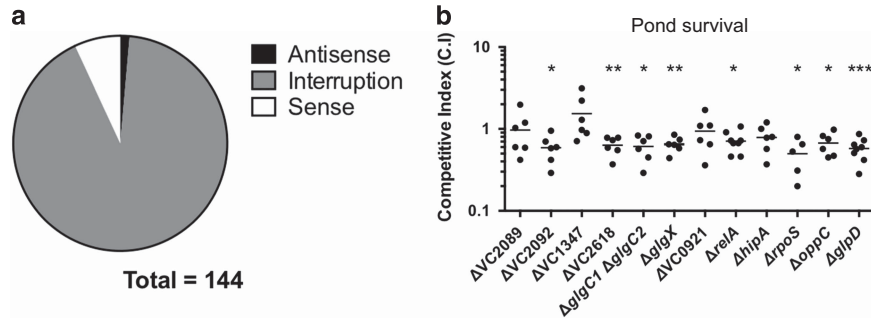 a
Antisense
Interruption
Sense
Total = 144
b
Pond survival
Competitive Index (C.I)
10
1
0.1
* ** * ** * * * ***
ΔVC2089
ΔVC2092
ΔVC1347
ΔVC2618
ΔglgC1 ΔglgC2
ΔglgX
ΔVC0921
ΔrelA
ΔhipA
ΔrpoS
ΔoppC
ΔglpD